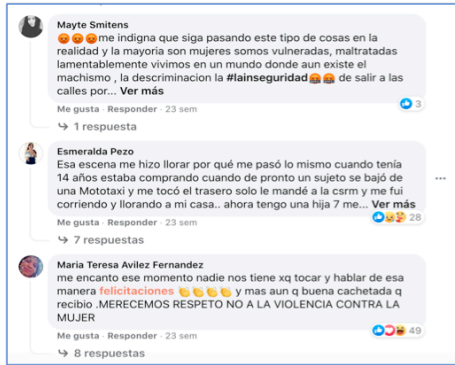 Mayte Smitens
😡😡😡me indigna que siga pasando este tipo de cosas en la
realidad y la mayoria son mujeres somos vulneradas, maltratadas
lamentablemente vivimos en un mundo donde aun existe el
machismo , la descriminacion la #lainseguridad🤬🤬 de salir a las
calles por... Ver más
Me gusta · Responder · 23 sem
3
1 respuesta
Esmeralda Pezo
Esa escena me hizo llorar por qué me pasó lo mismo cuando tenía
14 años estaba comprando cuando de pronto un sujeto se bajó de
una Mototaxi y me tocó el trasero solo le mandé a la csrm y me fui
corriendo y llorando a mi casa.. ahora tengo una hija 7 me... Ver más
Me gusta · Responder · 23 sem
28
7 respuestas
Maria Teresa Avilez Fernandez
me encanto ese momento nadie nos tiene xq tocar y hablar de esa
manera felicitaciones 👏👏👏👏 y mas aun q buena cachetada q
recibio .MERECEMOS RESPETO NO A LA VIOLENCIA CONTRA LA
MUJER
Me gusta · Responder · 23 sem
49
8 respuestas